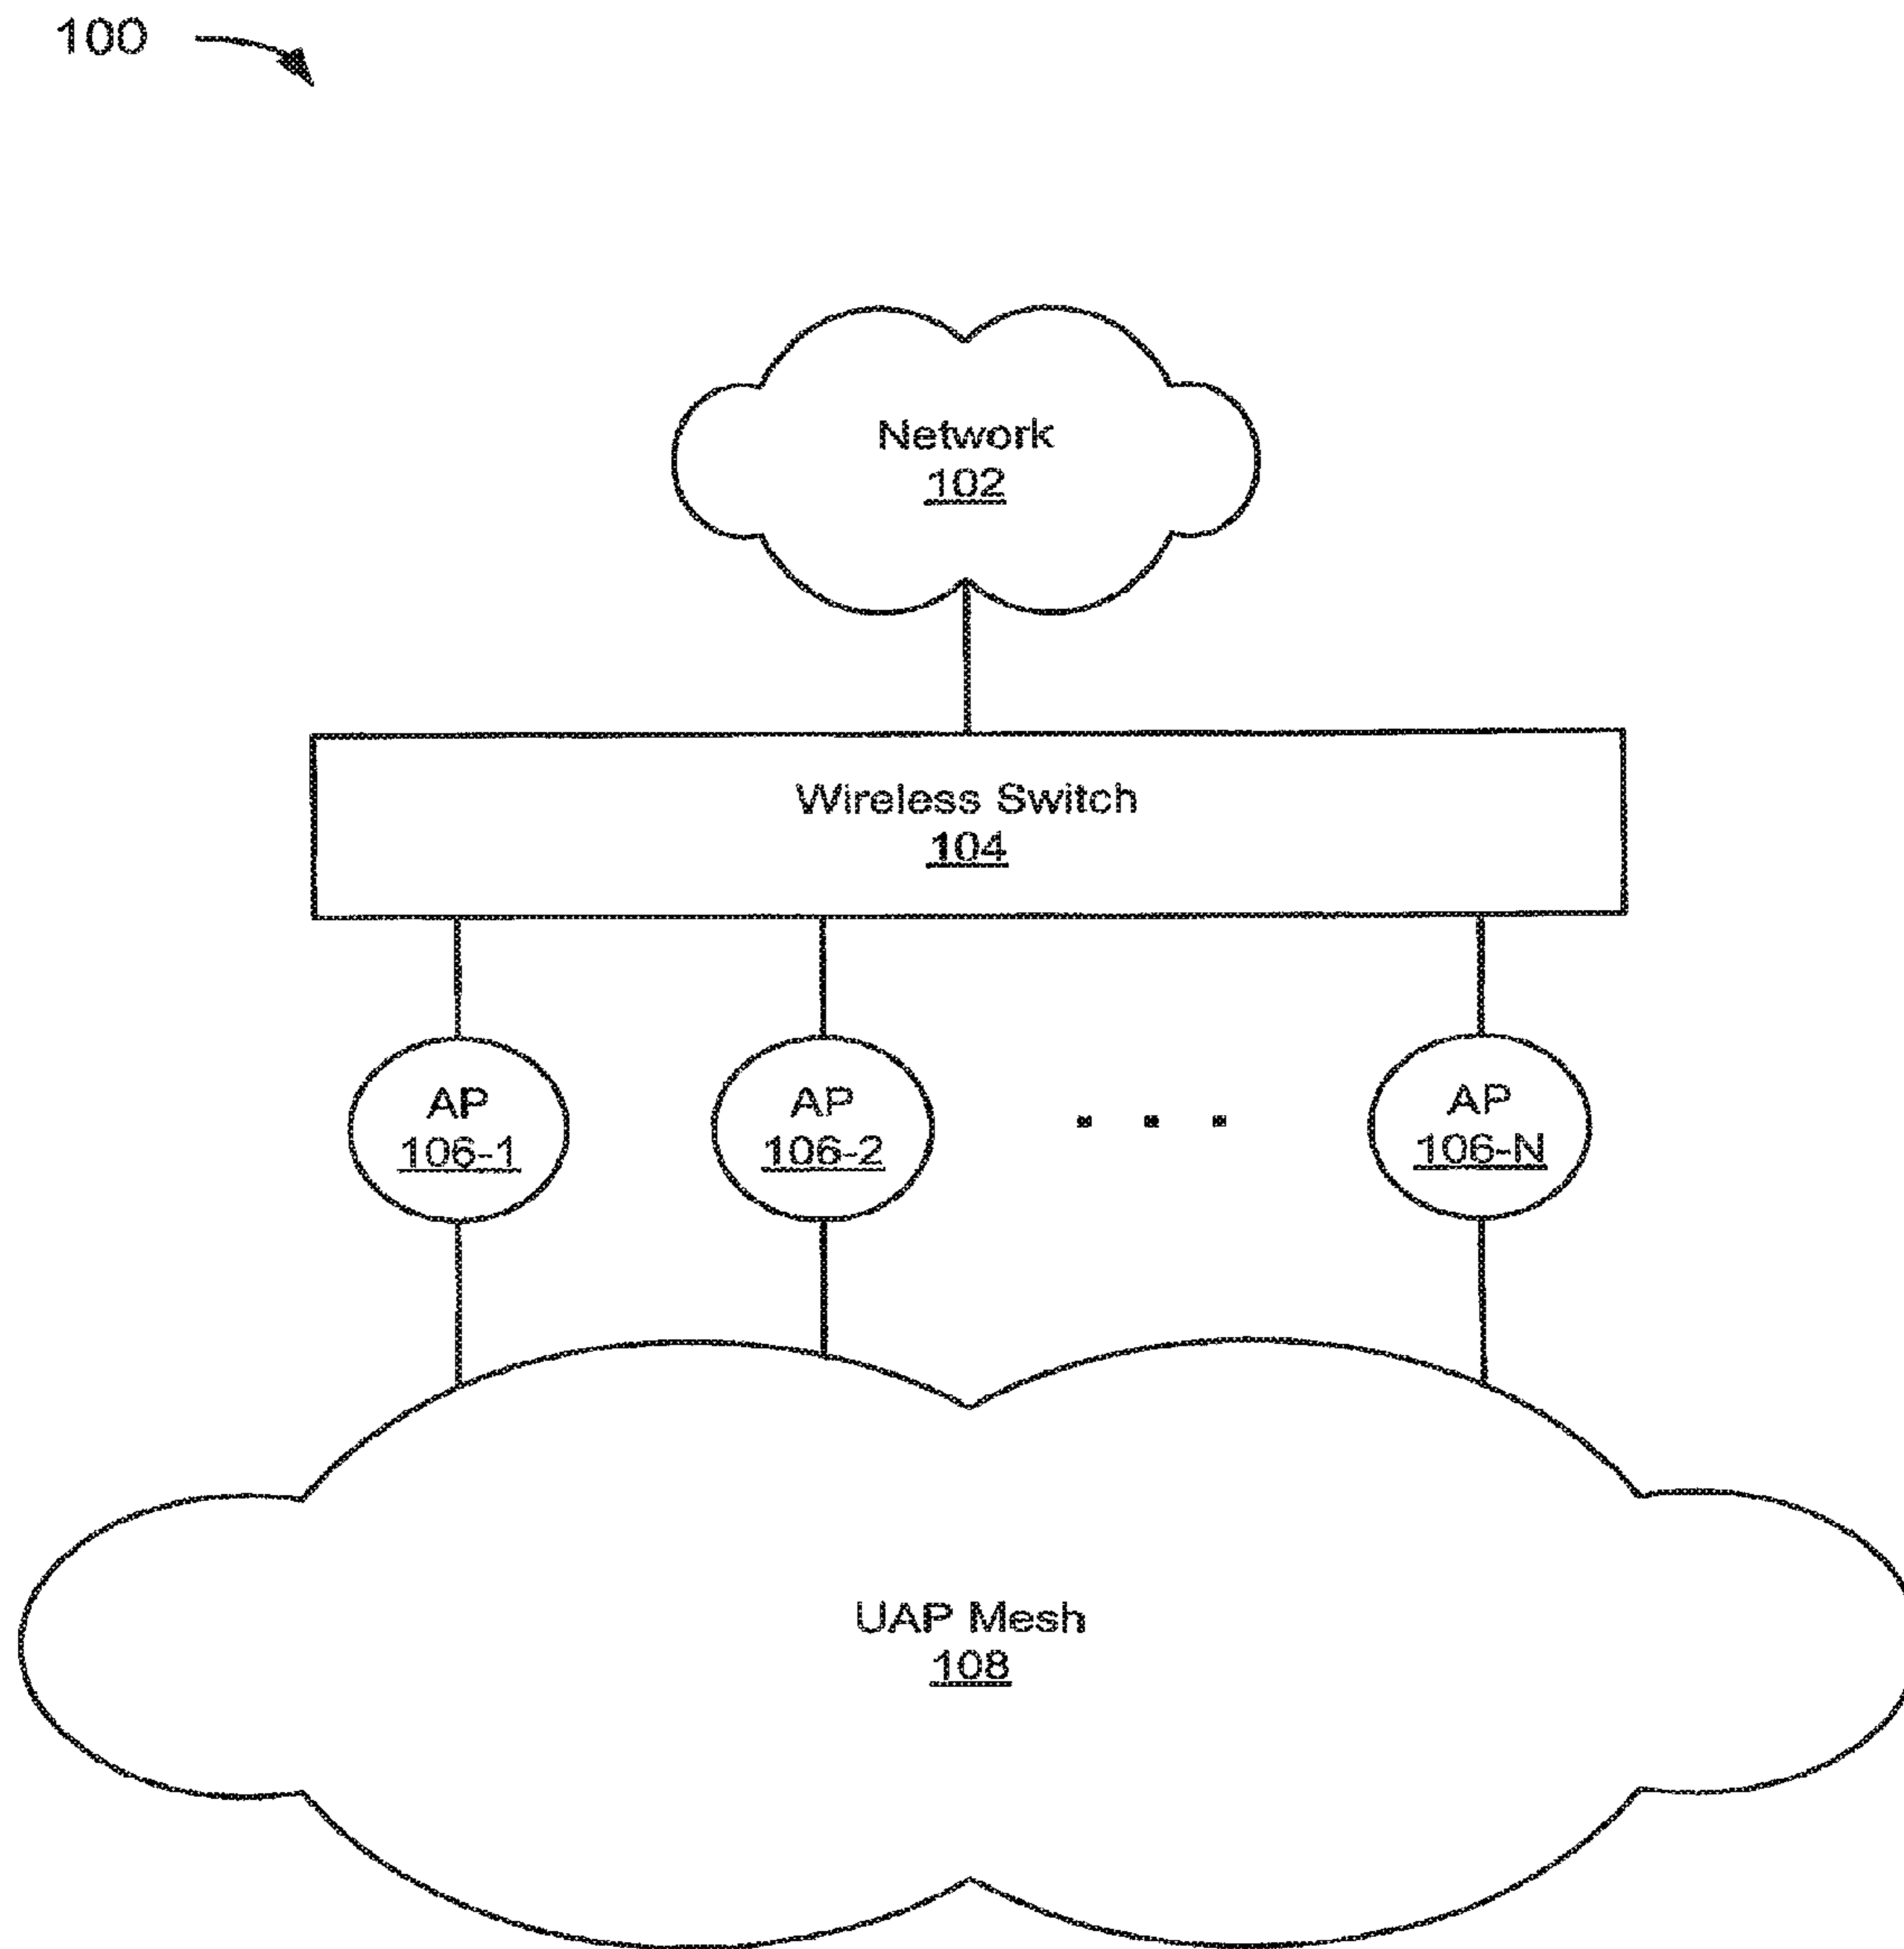 100
Network
102
Wireless Switch
104
AP
106-1
AP
106-2
. . .
AP
106-N
UAP Mesh
108